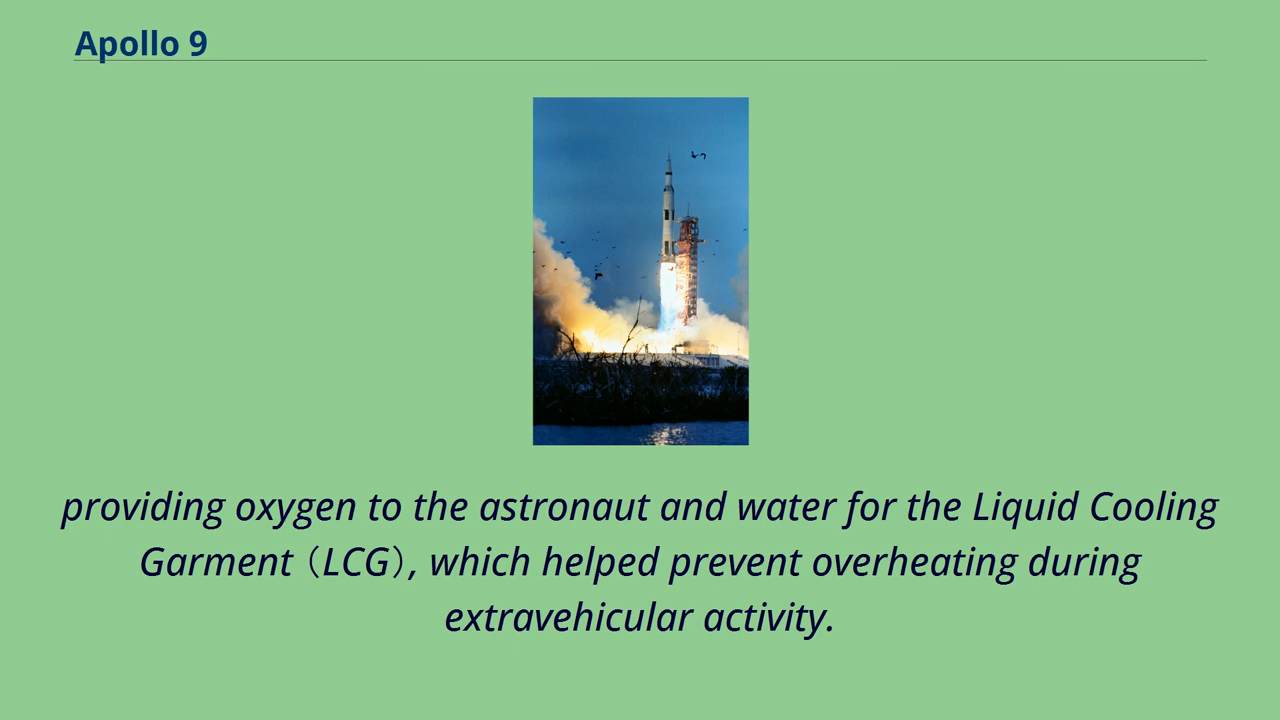 Apollo 9
providing oxygen to the astronaut and water for the Liquid Cooling
Garment（LCG）, which helped prevent overheating during
extravehicular activity.